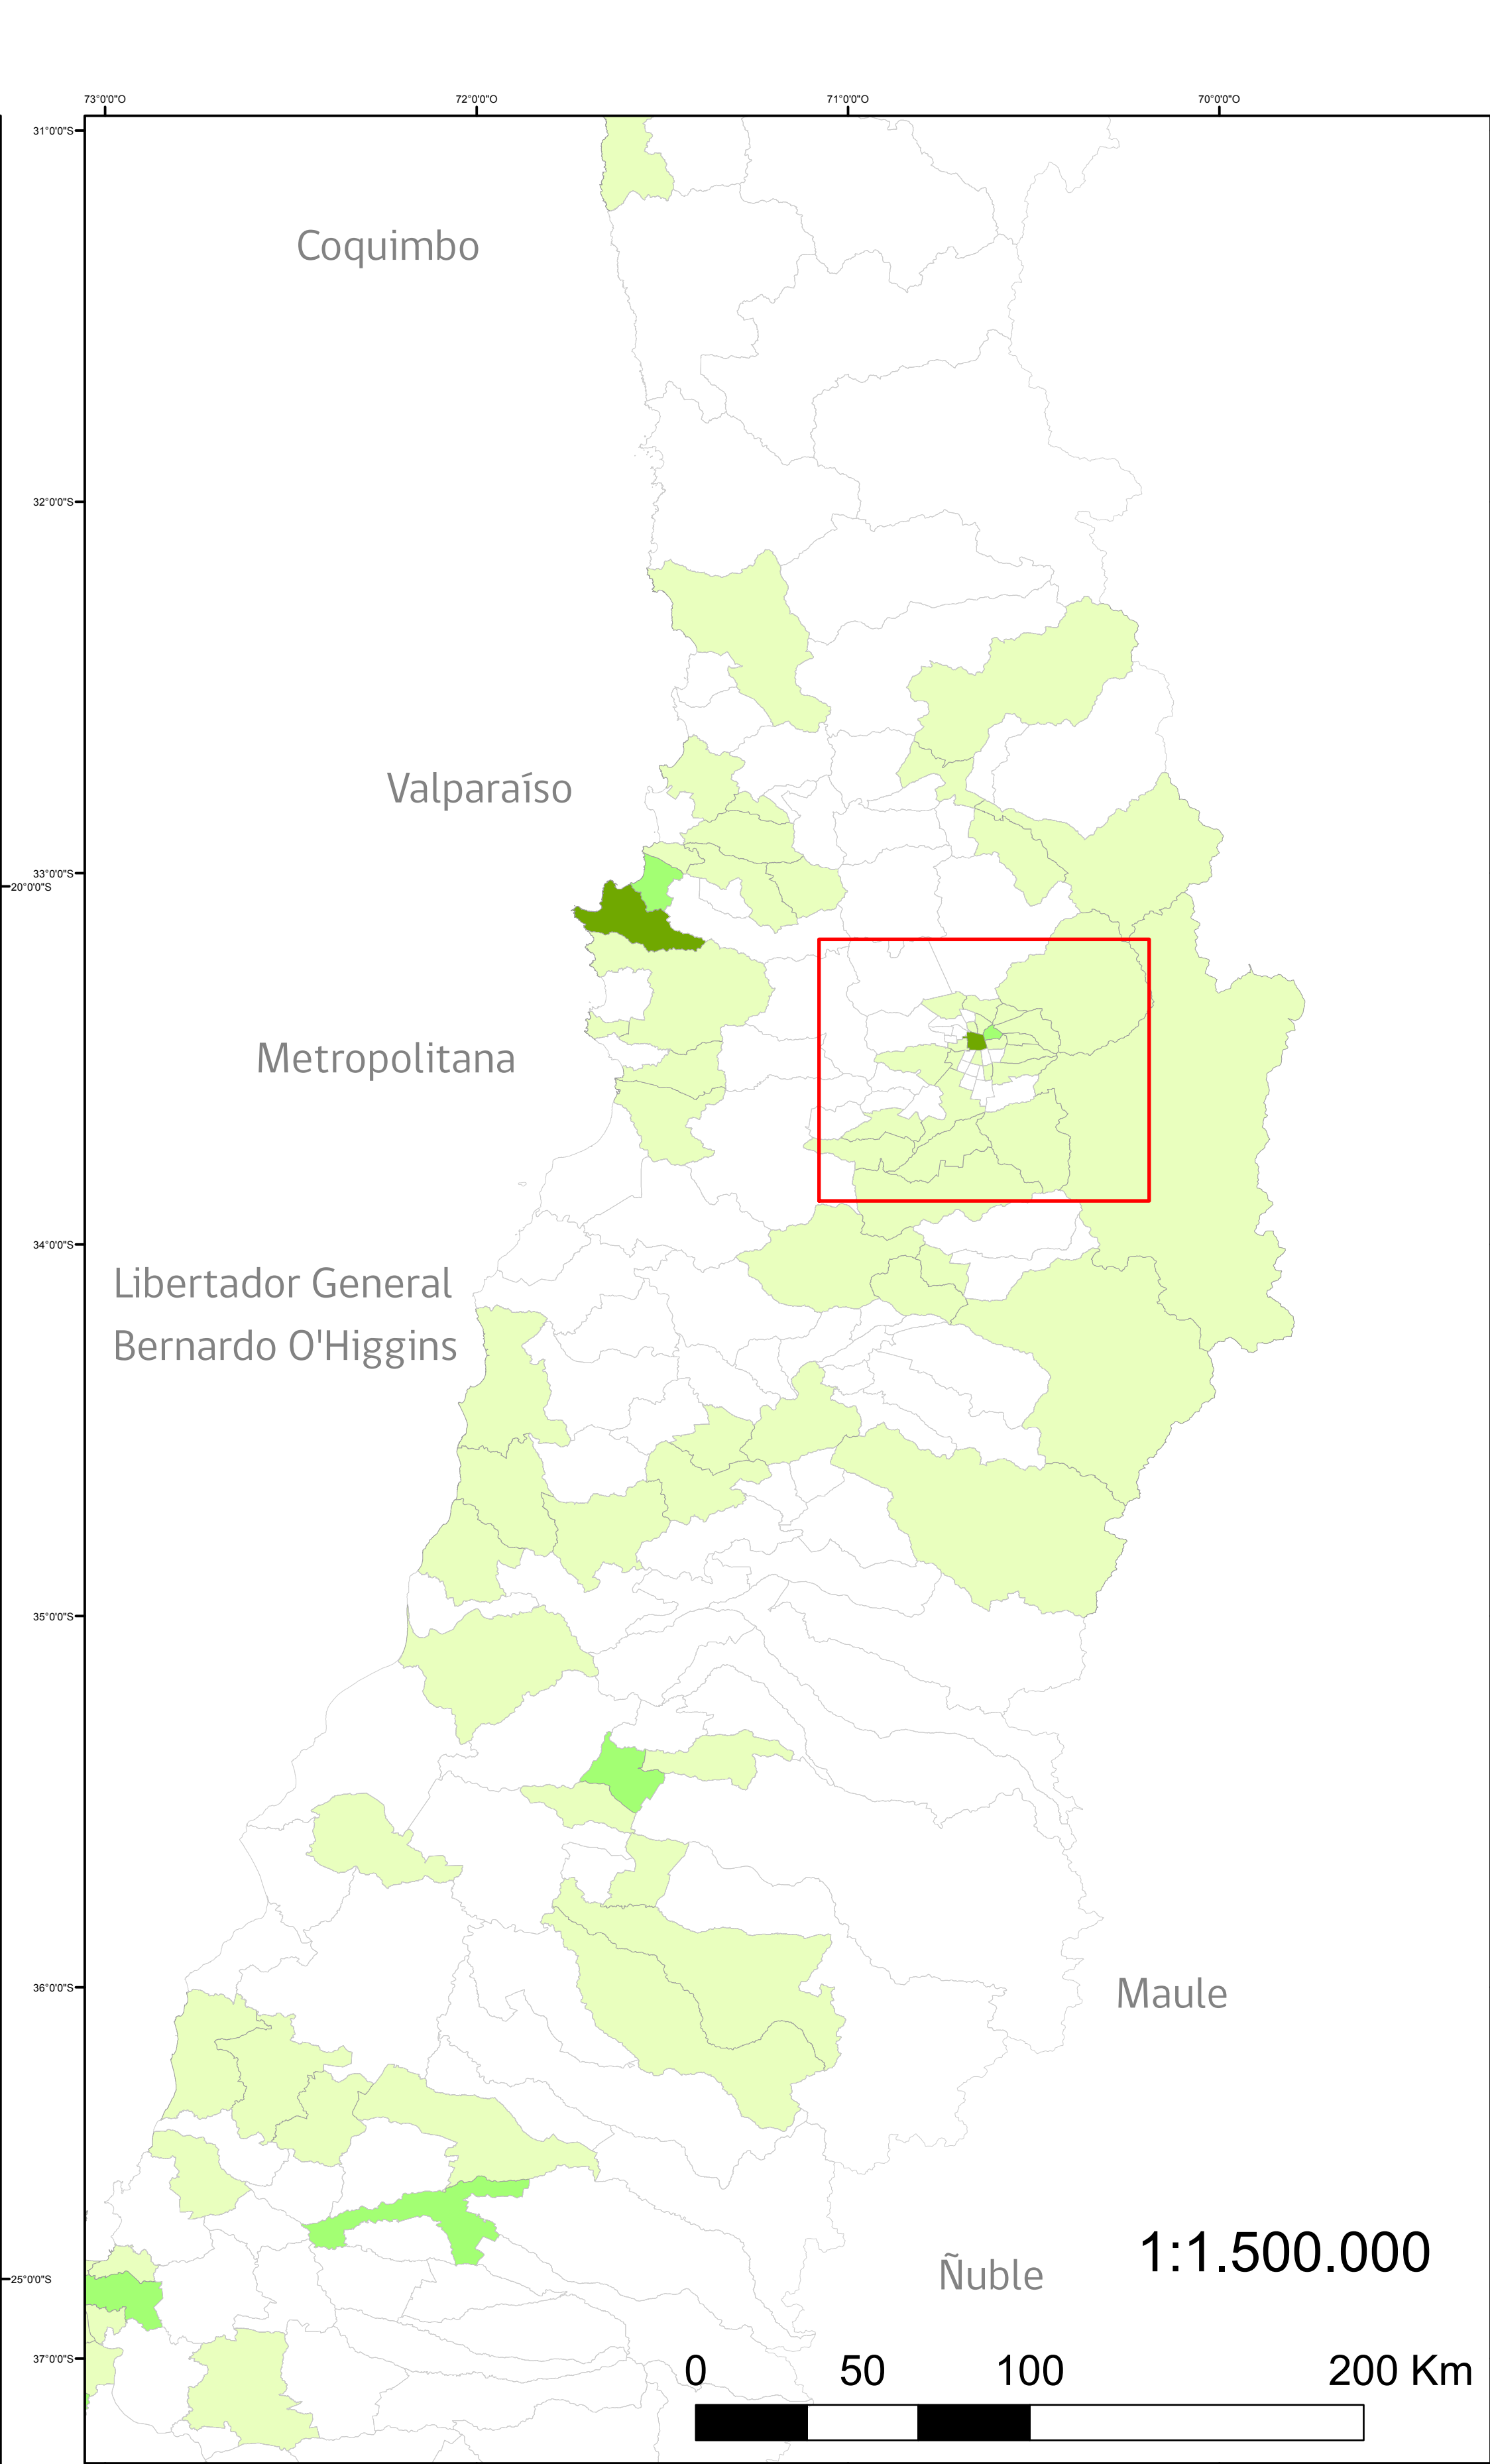 73°0'0"O 72°0'0"O 71°0'0"O 70°0'0"O
31°0'0"S
Coquimbo
32°0'0"S
Valparaíso
33°0'0"S
20°0'0"S
Metropolitana
34°0'0"S
Libertador General
Bernardo O'Higgins
35°0'0"S
36°0'0"S
Maule
1:1.500.000
Ñuble
25°0'0"S
37°0'0"S
0 50 100 200 Km